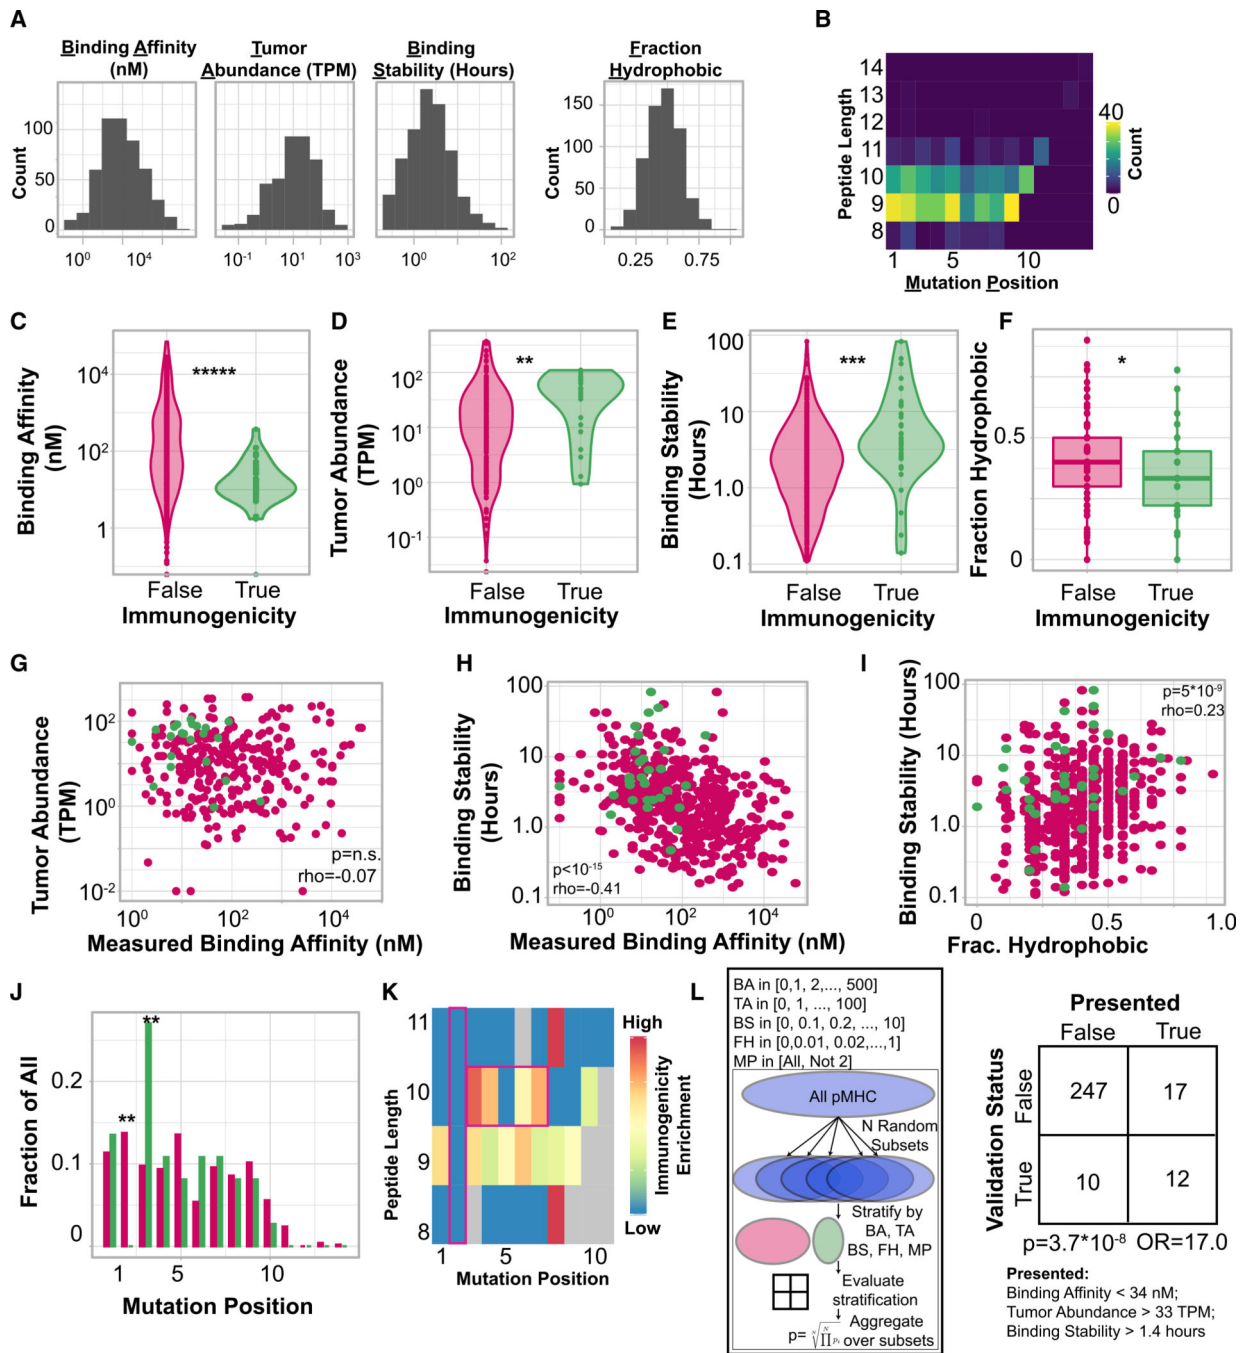 A
Binding Affinity
(nM)
Tumor
Abundance (TPM)
Binding
Stability (Hours)
Fraction
Hydrophobic
Count
100
50
0
10⁰ 10⁴
10⁻¹ 10¹ 10³
10⁰ 10²
Count
150
100
50
0
0.25 0.75
B
Peptide Length
14
13
12
11
10
9
8
1 5 10
Mutation Position
40
0
Count
C
Binding Affinity
(nM)
10⁴
10²
1
*****
False True
Immunogenicity
D
Tumor Abundance
(TPM)
10²
10¹
10⁰
10⁻¹
**
False True
Immunogenicity
E
Binding Stability
(Hours)
100
10
1.0
0.1
***
False True
Immunogenicity
F
Fraction Hydrophobic
0.5
0
*
False True
Immunogenicity
G
Tumor Abundance
(TPM)
10²
10⁰
10⁻²
p=n.s.
rho=-0.07
10⁰ 10² 10⁴
Measured Binding Affinity (nM)
H
Binding Stability
(Hours)
100
10
1.0
0.1
p<10⁻¹⁵
rho=-0.41
10⁰ 10² 10⁴
Measured Binding Affinity (nM)
I
Binding Stability (Hours)
100
10
1.0
0.1
p=5*10⁻⁹
rho=0.23
0 0.5 1.0
Frac. Hydrophobic
J
Fraction of All
0.2
0.1
0
**
**
1 5 10
Mutation Position
K
Peptide Length
11
10
9
8
5 10
Mutation Position
High
Immunogenicity
Enrichment
Low
L
BA in [0,1, 2,..., 500]
TA in [0, 1, ..., 100]
BS in [0, 0.1, 0.2, ..., 10]
FH in [0,0.01, 0.02,...,1]
MP in [All, Not 2]
All pMHC
N Random
Subsets
Stratify by
BA, TA
BS, FH, MP
Evaluate
stratification
Aggregate
over subsets
p= ᴺ√∏ᴺ pᵢ
Presented
False True
Validation Status
False
247 17
True
10 12
p=3.7*10⁻⁸ OR=17.0
Presented:
Binding Affinity < 34 nM;
Tumor Abundance > 33 TPM;
Binding Stability > 1.4 hours